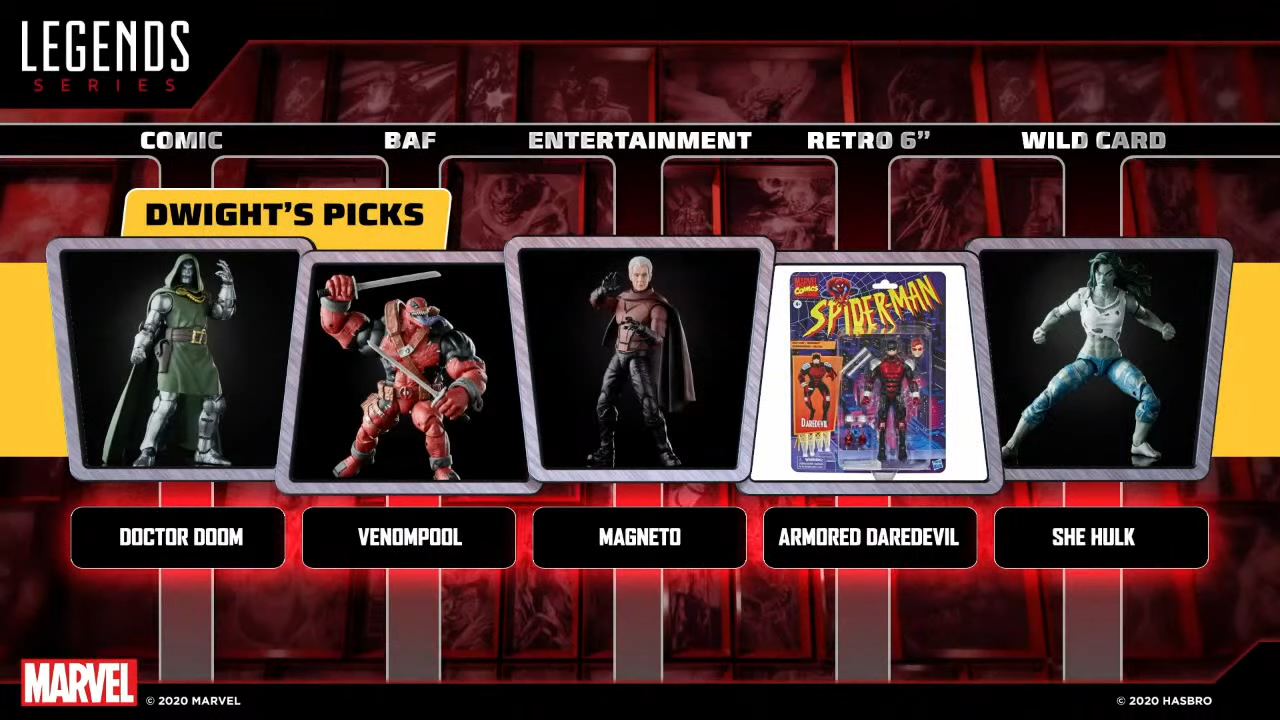 LEGENDS
SERIES
COMIC
BAF
ENTERTAINMENT
RETRO 6”
WILD CARD
DWIGHT’S PICKS
MARVEL
COMICS
SPIDER-MAN
DAREDEVIL
WARNING
DOCTOR DOOM
VENOMPOOL
MAGNETO
ARMORED DAREDEVIL
SHE HULK
MARVEL
© 2020 MARVEL
© 2020 HASBRO